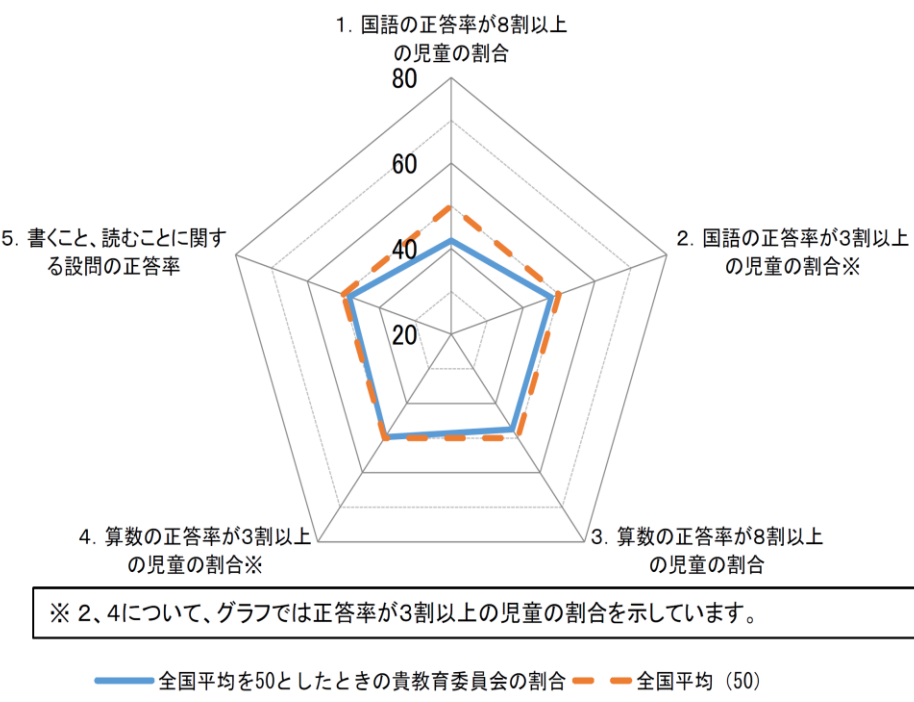 1. 国語の正答率が8割以上
の児童の割合
80
60
40
20
5. 書くこと、読むことに関す
る設問の正答率
2. 国語の正答率が3割以上
の児童の割合※
4. 算数の正答率が3割以上
の児童の割合※
3. 算数の正答率が8割以上
の児童の割合
※ 2、4について、グラフでは正答率が3割以上の児童の割合を示しています。
全国平均を50としたときの貴教育委員会の割合
全国平均（50）